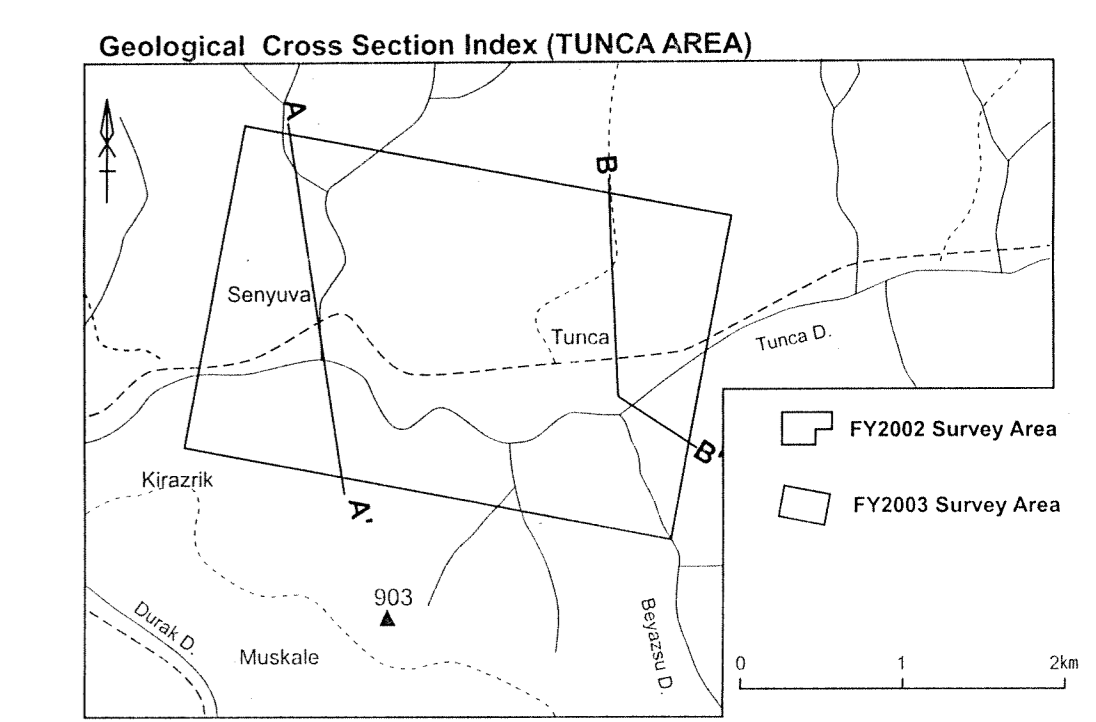 Geological Cross Section Index (TUNCA AREA)
A
B
Senyuva
Tunca
Tunca D.
B'
FY2002 Survey Area
Kirazrik
A'
FY2003 Survey Area
903
Durak D.
Beyazsu D.
Muskale
0 1 2km